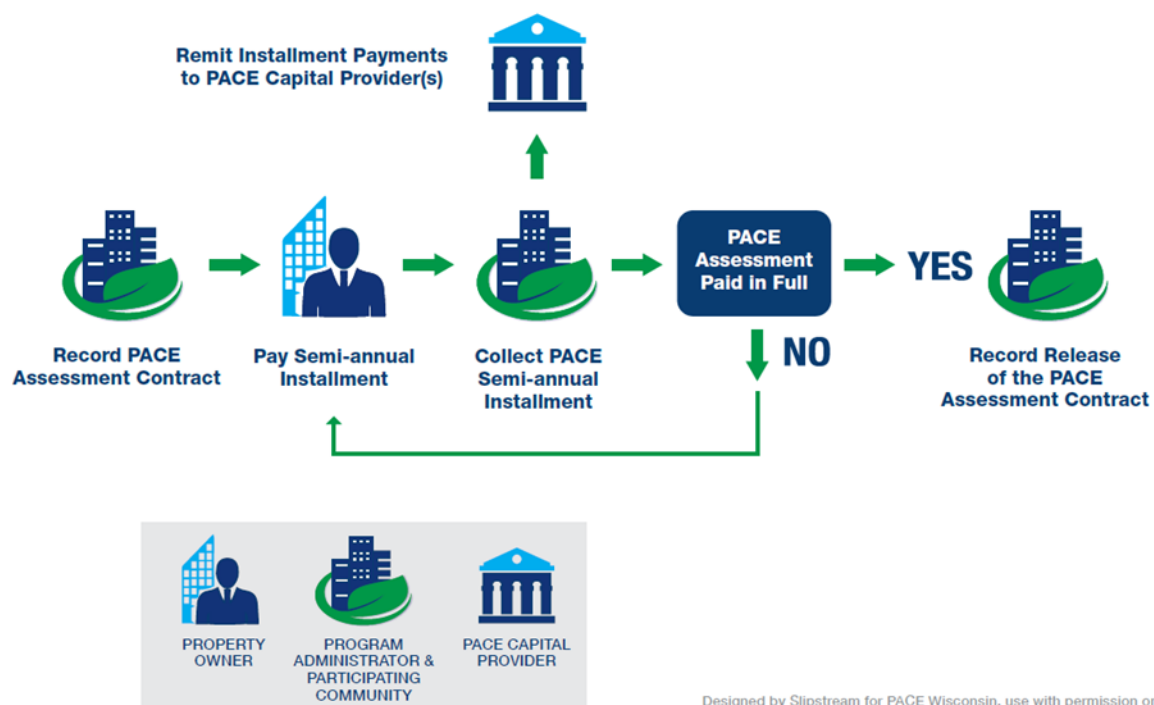 Remit Installment Payments
to PACE Capital Provider(s)
Record PACE
Assessment Contract
Pay Semi-annual
Installment
Collect PACE
Semi-annual
Installment
PACE
Assessment
Paid in Full
YES
NO
Record Release
of the PACE
Assessment Contract
PROPERTY
OWNER
PROGRAM
ADMINISTRATOR &
PARTICIPATING
COMMUNITY
PACE CAPITAL
PROVIDER
Designed by Slipstream for PACE Wisconsin, use with permission